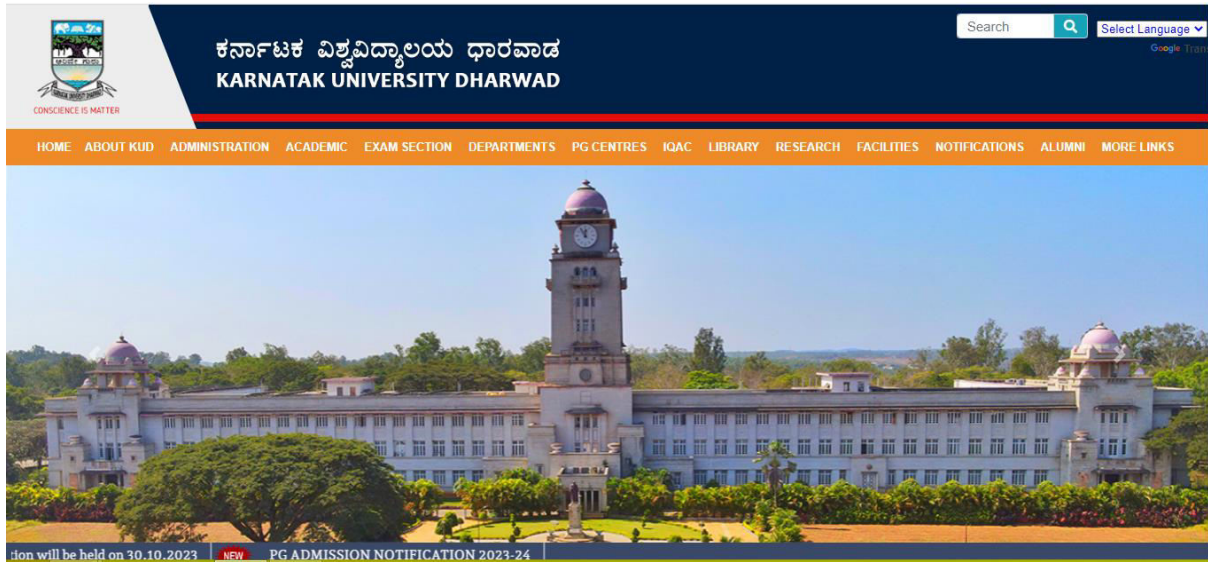 Search
Select Language
Google Trans
ಕರ್ನಾಟಕ ವಿಶ್ವವಿದ್ಯಾಲಯ ಧಾರವಾಡ
KARNATAK UNIVERSITY DHARWAD
CONSCIENCE IS MATTER
HOME ABOUT KUD ADMINISTRATION ACADEMIC EXAM SECTION DEPARTMENTS PG CENTRES IQAC LIBRARY RESEARCH FACILITIES NOTIFICATIONS ALUMNI MORE LINKS
tion will be held on 30.10.2023 NEW PG ADMISSION NOTIFICATION 2023-24